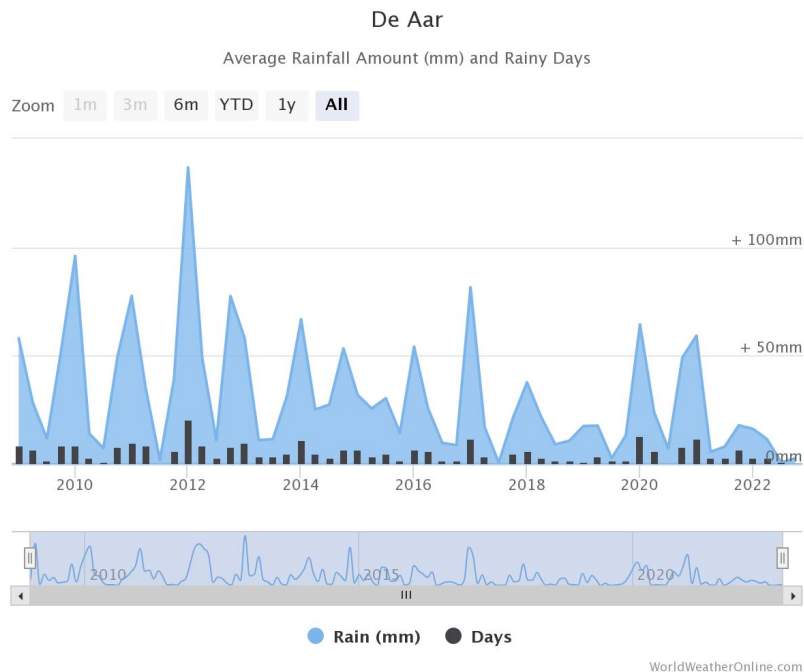 De Aar
Average Rainfall Amount (mm) and Rainy Days
Zoom 1m 3m 6m YTD 1y All
+ 100mm
+ 50mm
0mm
2010 2012 2014 2016 2018 2020 2022
2010 2015 2020
Rain (mm) Days
WorldWeatherOnline.com